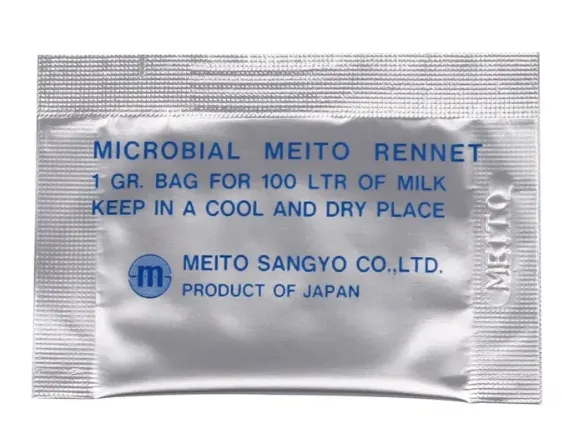 MICROBIAL MEITO RENNET
1 GR. BAG FOR 100 LTR OF MILK
KEEP IN A COOL AND DRY PLACE
m
MEITO SANGYO CO.,LTD.
PRODUCT OF JAPAN
MEITO